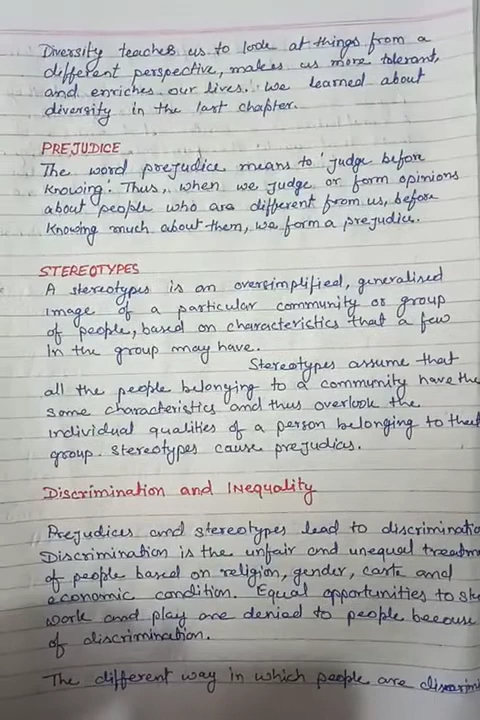 Diversity teaches us to look at things from a
different perspective, makes us more tolerant,
and enriches our lives. We learned about
diversity in the last chapter.
PREJUDICE
The word prejudice means to 'judge before
knowing'. Thus, when we judge or form opinions
about people who are different from us, before
knowing much about them, we form a prejudice.
STEREOTYPES
A stereotypes is an oversimplified, generalised
image of a particular community or group
of people, based on characteristics that a few
in the group may have.
Stereotypes assume that
all the people belonging to a community have the
same characteristics and thus overlook the
individual qualities of a person belonging to that
group. Stereotypes cause prejudices.
Discrimination and Inequality
Prejudices and stereotypes lead to discriminatio
Discrimination is the unfair and unequal treatm
of people based on religion, gender, caste and
economic condition. Equal opportunities to stu
work and play are denied to people because
of discrimination.
The different way in which people are discrimi